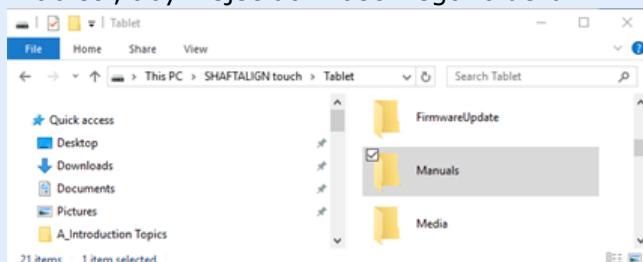 Tablet
File Home Share View
This PC > SHAFTALIGN touch > Tablet
Search Tablet
Quick access
Desktop
Downloads
Documents
Pictures
A_Introduction Topics
FirmwareUpdate
Manuals
Media
21 items 1 item selected